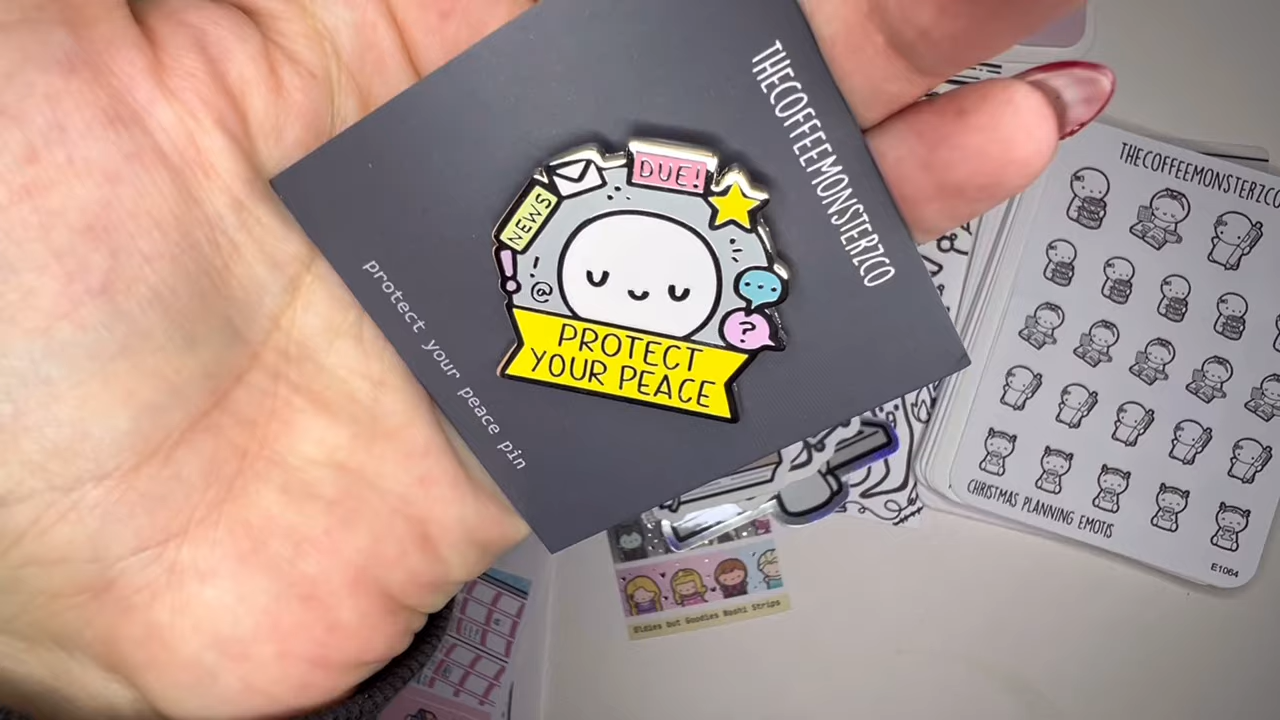 THECOFFEEMONSTERZCO
DUE!
NEWS
!
!
@
?
PROTECT
YOUR PEACE
protect your peace pin
THECOFFEEMONSTERZCO
CHRISTMAS PLANNING EMOTIS
E1064
Oldies but Goodies Washi Strips